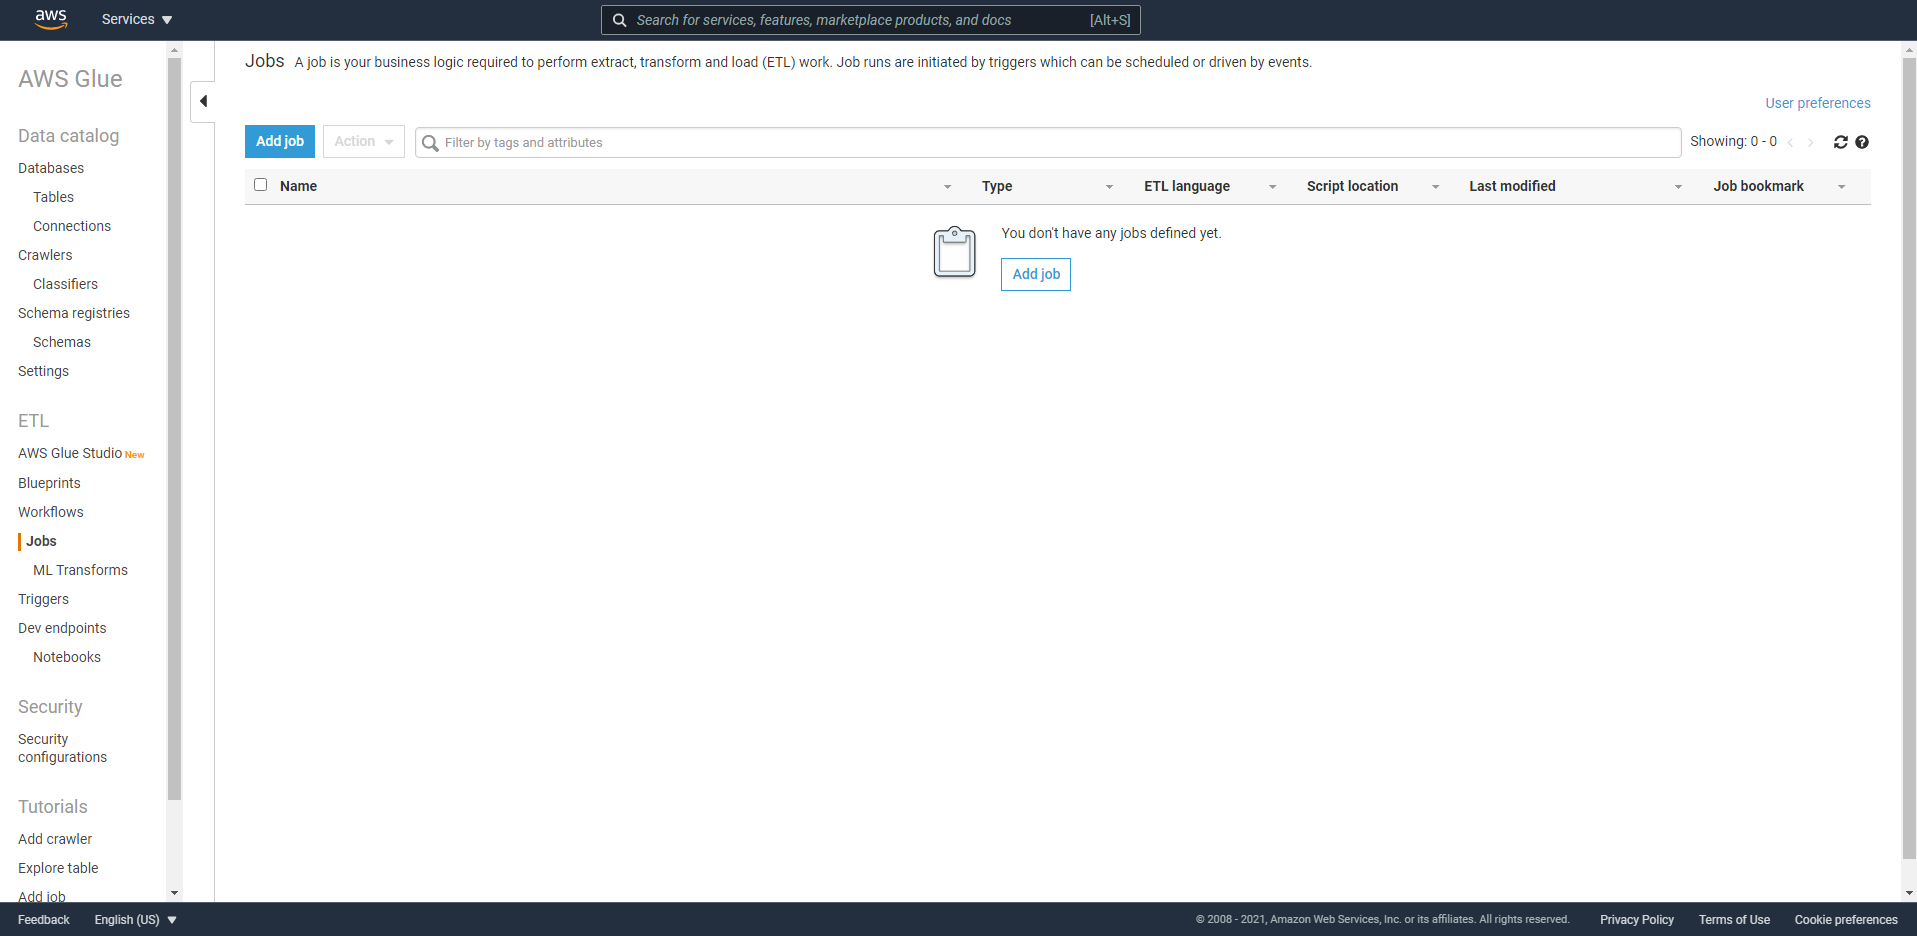 aws Services Search for services, features, marketplace products, and docs [Alt+S]
AWS Glue
Data catalog
Databases
Tables
Connections
Crawlers
Classifiers
Schema registries
Schemas
Settings
ETL
AWS Glue Studio New
Blueprints
Workflows
Jobs
ML Transforms
Triggers
Dev endpoints
Notebooks
Security
Security
configurations
Tutorials
Add crawler
Explore table
Add job
Jobs A job is your business logic required to perform extract, transform and load (ETL) work. Job runs are initiated by triggers which can be scheduled or driven by events.
User preferences
Add job Action Filter by tags and attributes Showing: 0 - 0
Name Type ETL language Script location Last modified Job bookmark
You don't have any jobs defined yet.
Add job
Feedback English (US) © 2008 - 2021, Amazon Web Services, Inc. or its affiliates. All rights reserved. Privacy Policy Terms of Use Cookie preferences